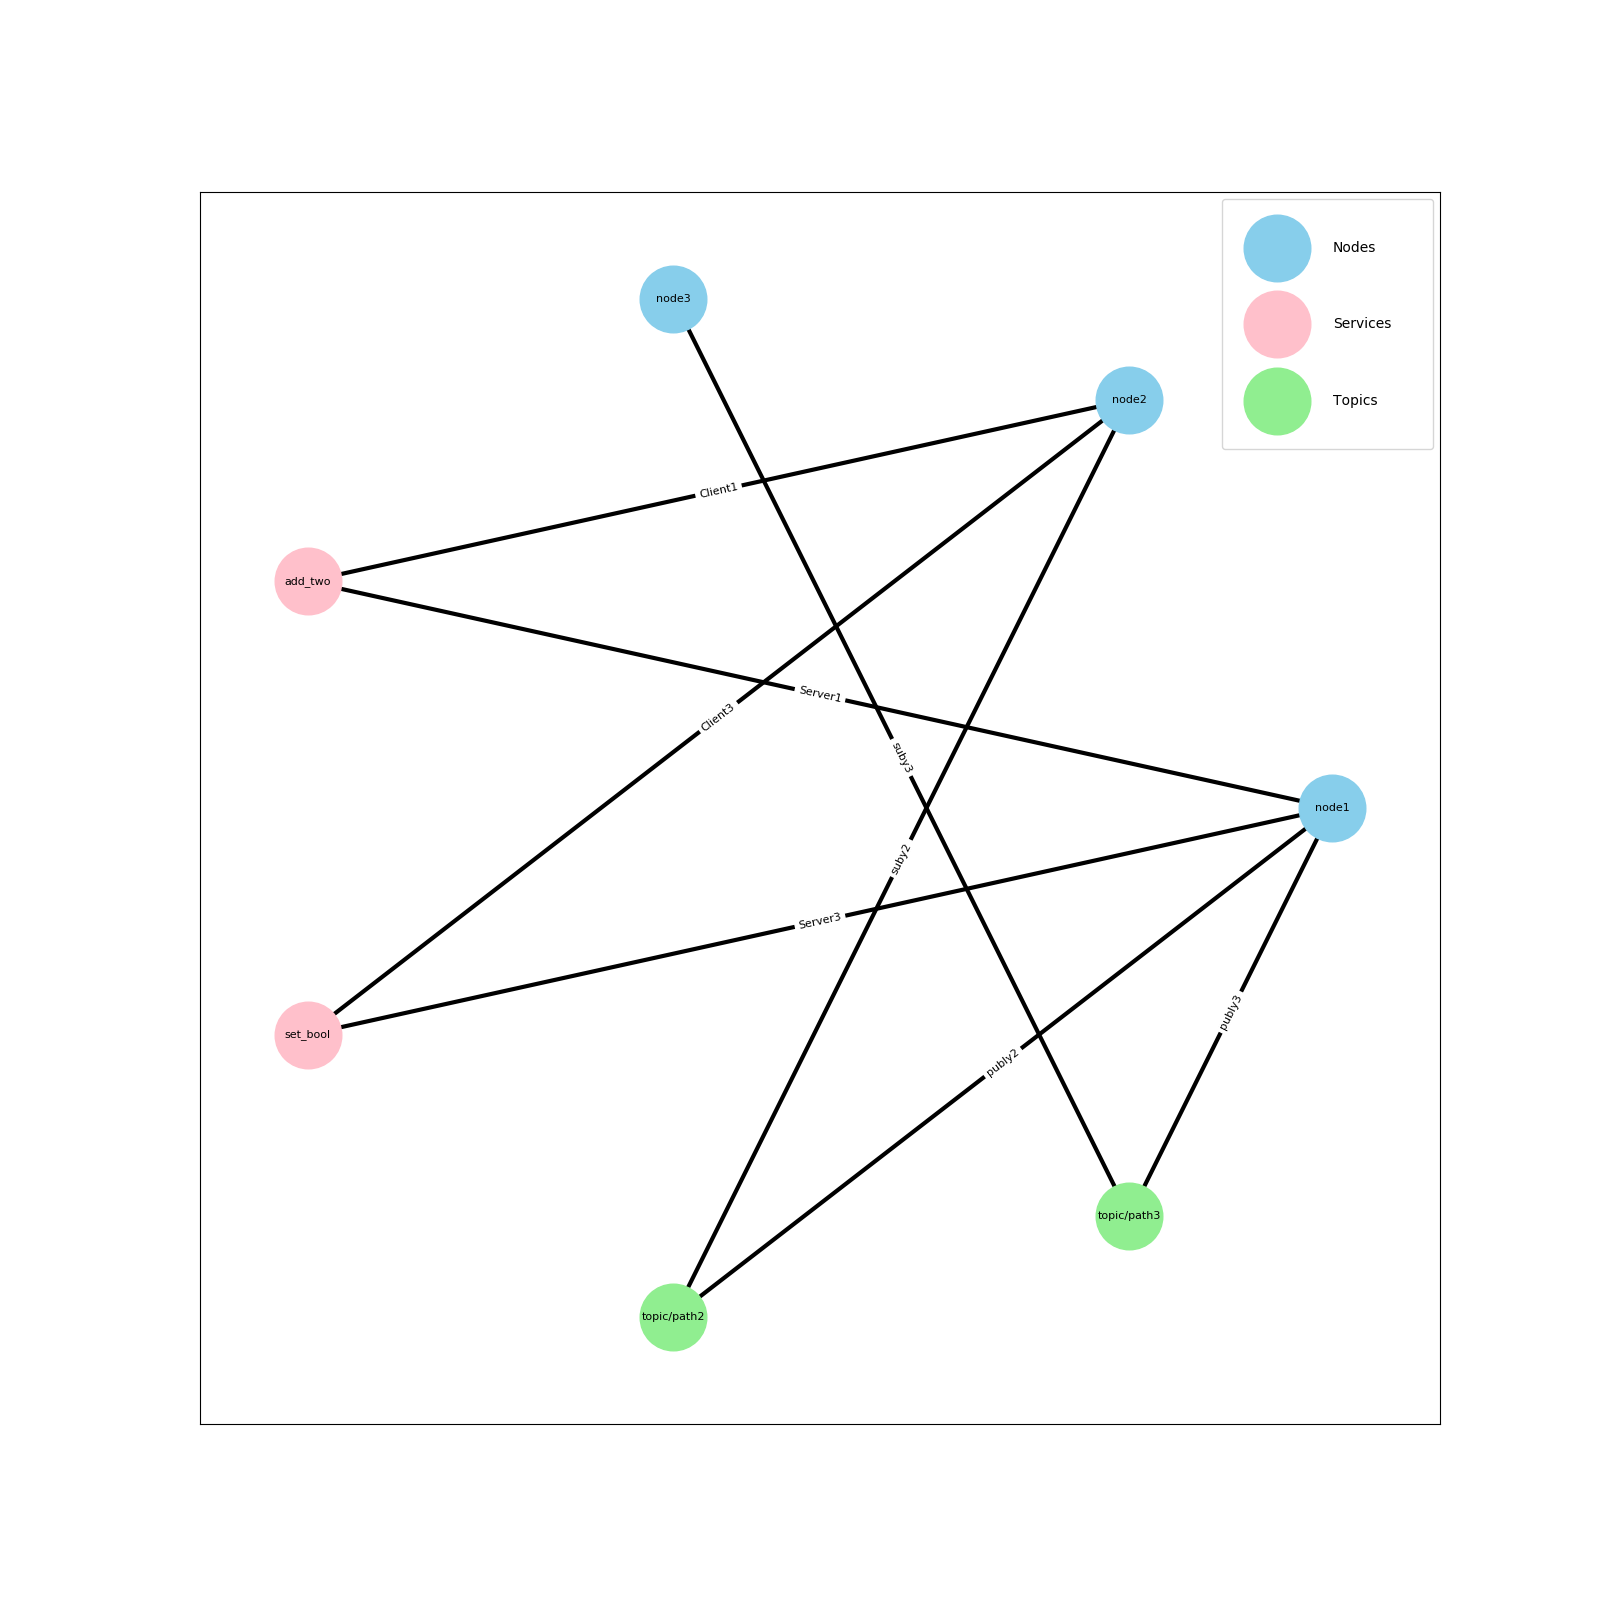 Nodes
node3
Services
node2
Topics
Client1
add_two
Server1
Client3
suby3
node1
suby2
Server3
publy3
set_bool
publy2
topic/path3
topic/path2